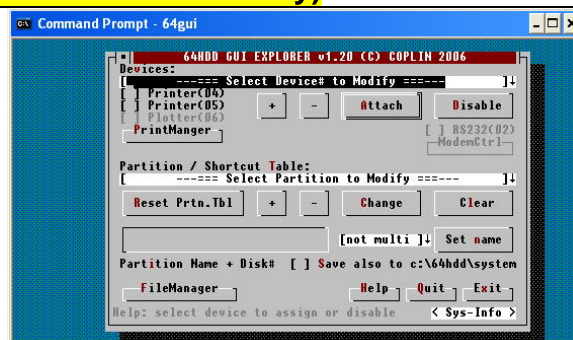 Command Prompt - 64gui
64HDD GUI EXPLORER v1.20 (C) COPLIN 2006
Devices:
[ ---=== Select Device# to Modify ===--- ]↓
[ ] Printer(04)
[ ] Printer(05) + - Attach Disable
[ ] Plotter(06)
PrintManger [ ] RS232(02)
ModemCtrl
Partition / Shortcut Table:
[ ---=== Select Partition to Modify ===--- ]↓
Reset Prtn.Tbl + - Change Clear
[not multi ]↓ Set name
Partition Name + Disk# [ ] Save also to c:\64hdd\system
FileManager Help Quit Exit
Help: select device to assign or disable < Sys-Info >